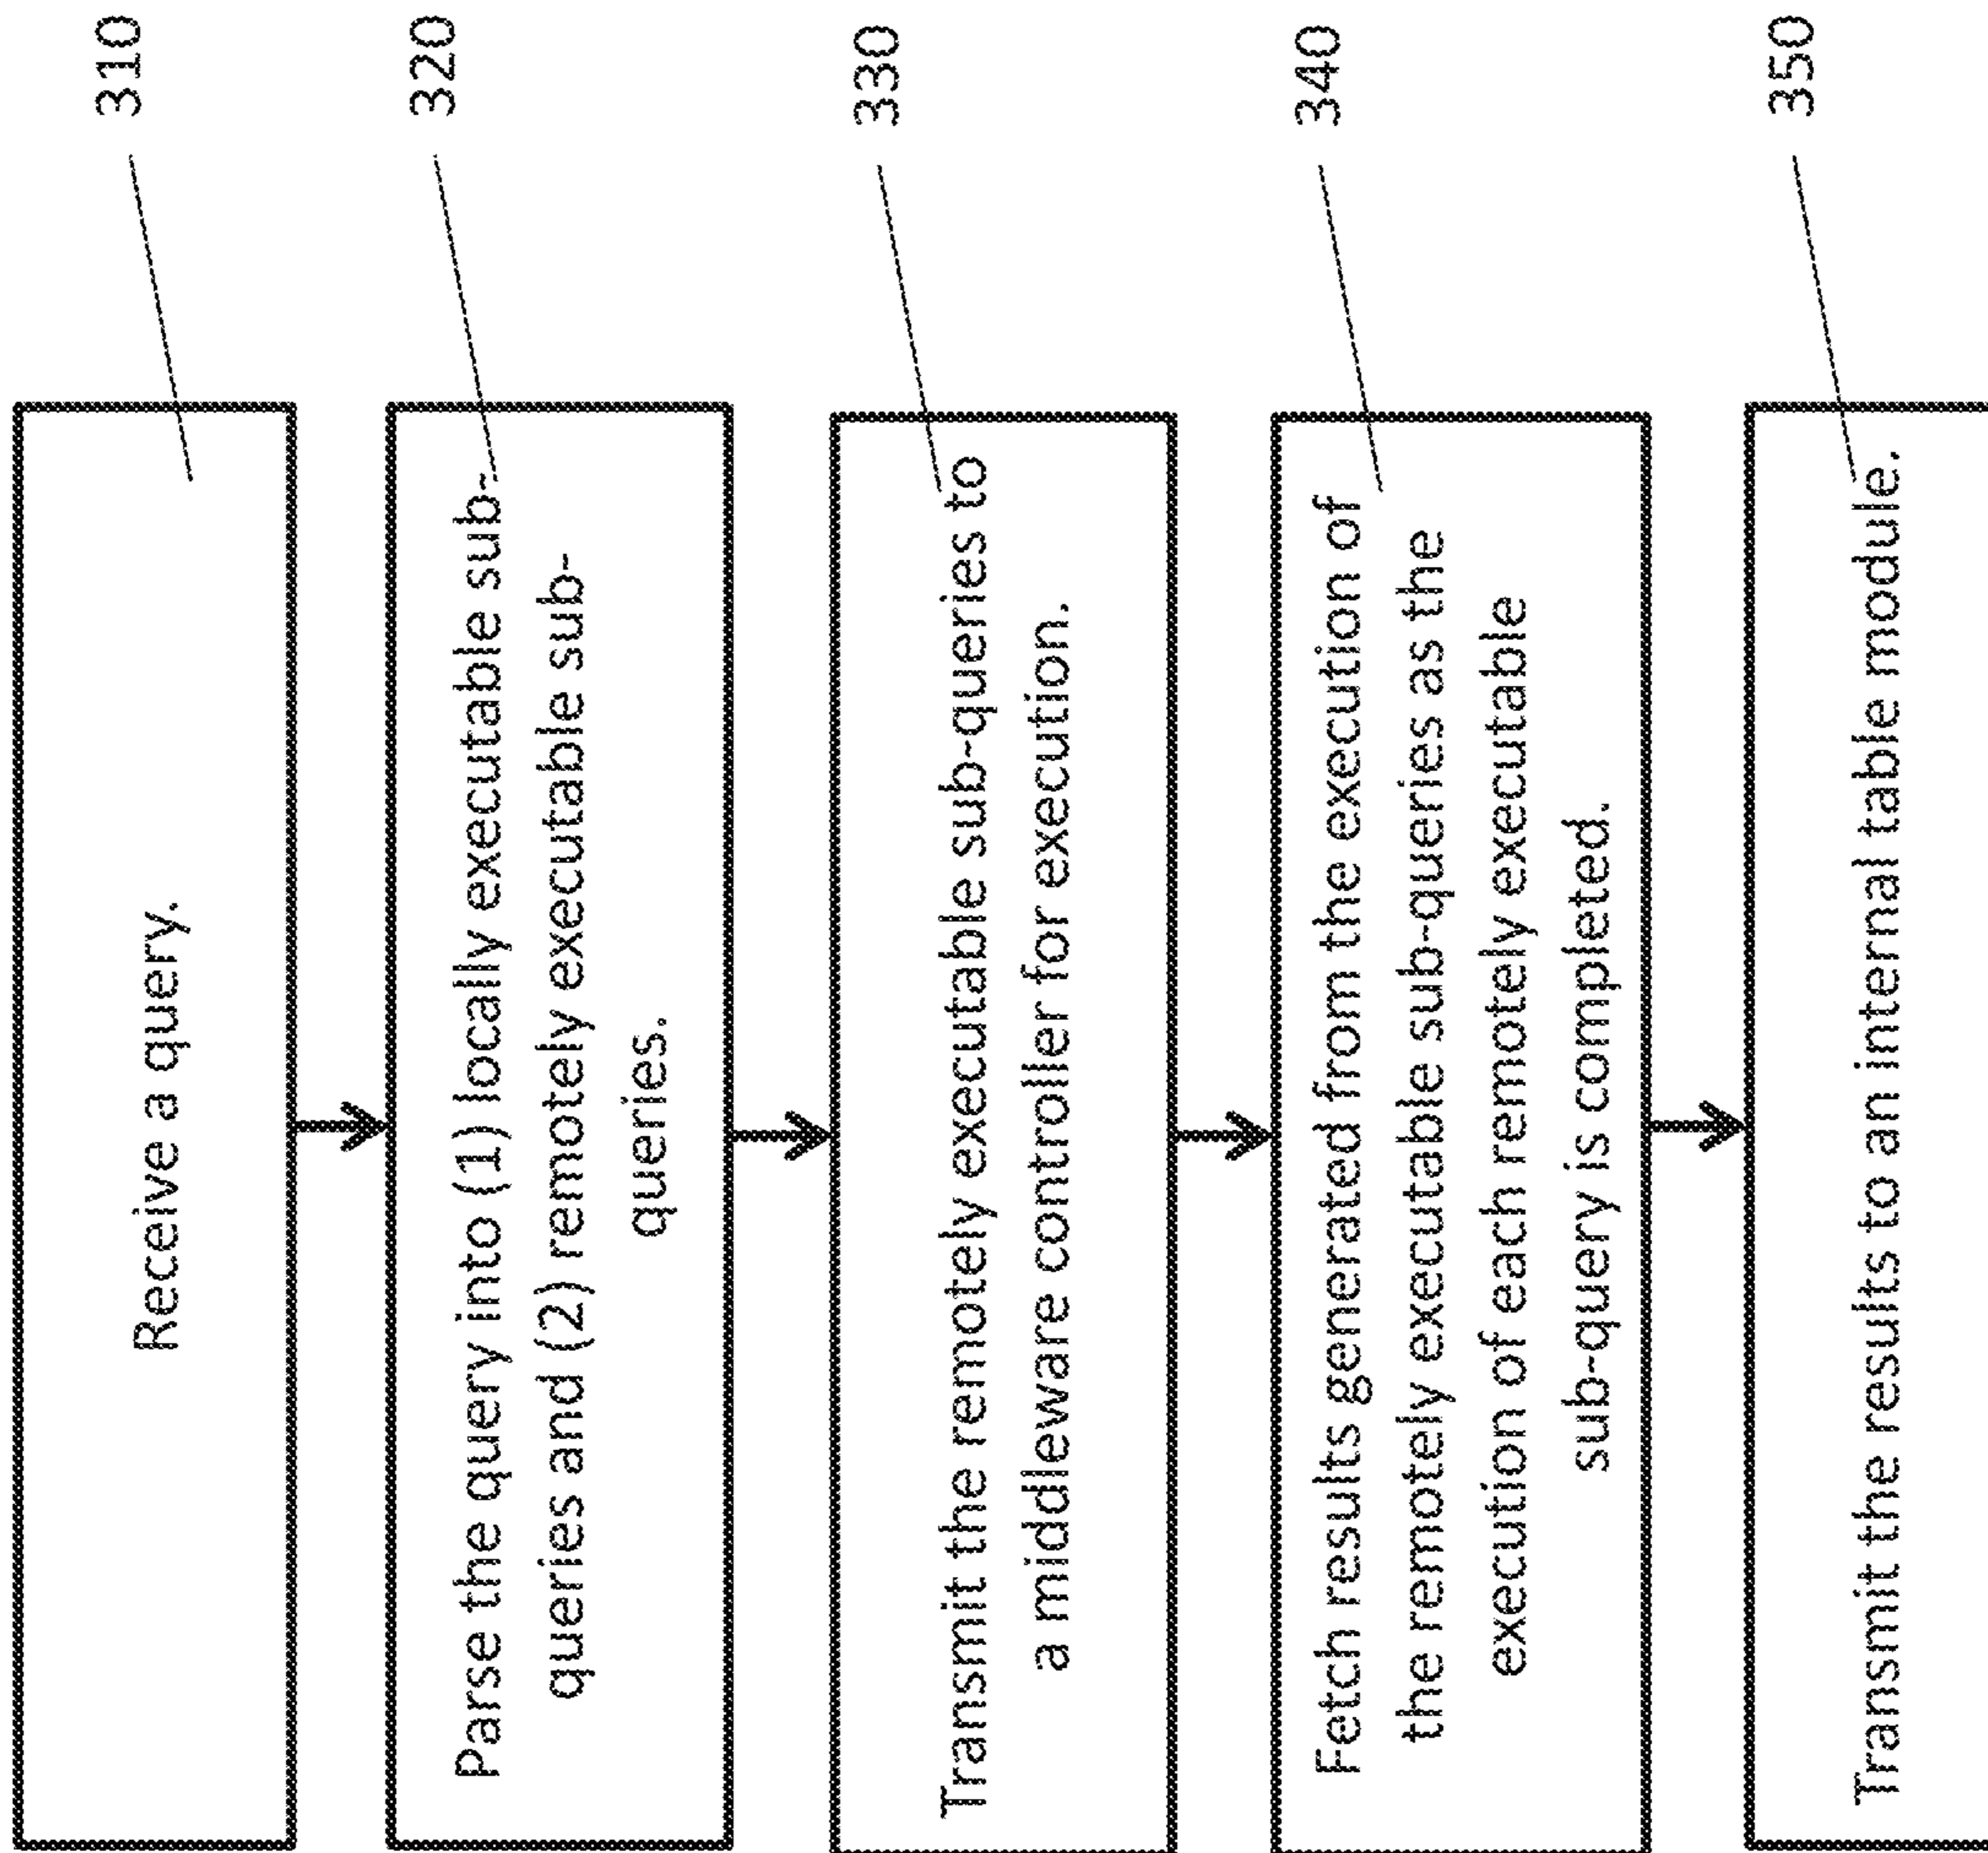 Receive a query.
310
Parse the query into (1) locally executable sub-
queries and (2) remotely executable sub-
queries.
320
Transmit the remotely executable sub-queries to
a middleware controller for execution.
330
Fetch results generated from the execution of
the remotely executable sub-queries as the
execution of each remotely executable
sub-query is completed.
340
Transmit the results to an internal table module.
350